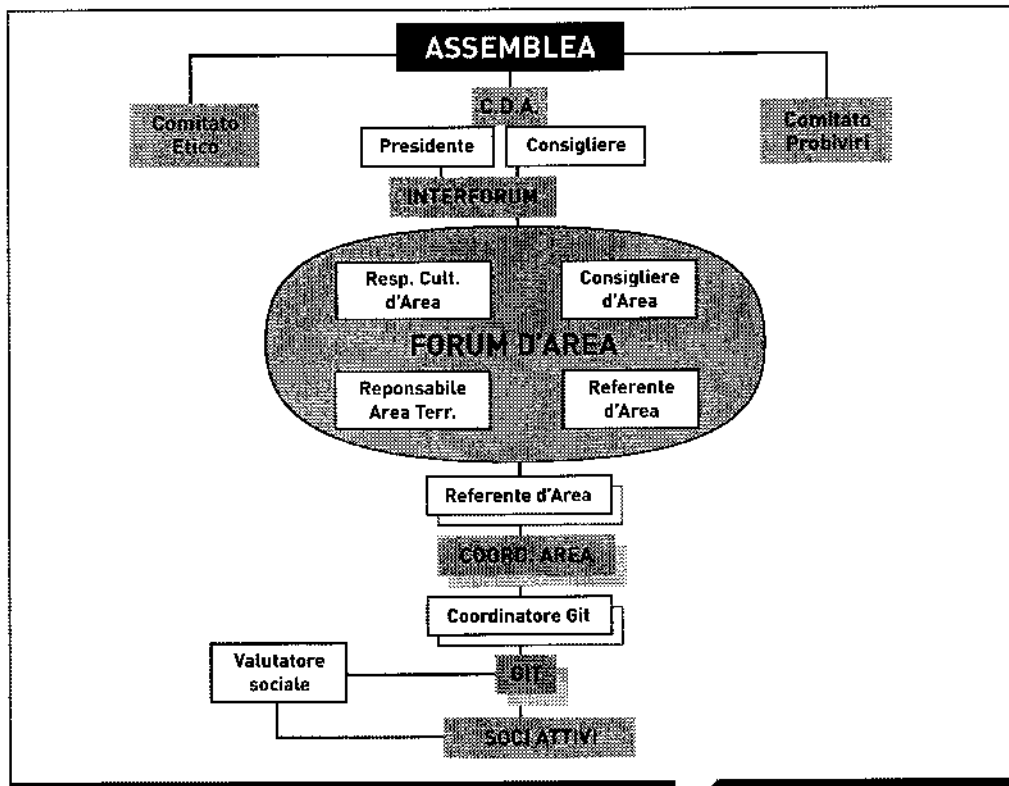 ASSEMBLEA
C.D.A.
Comitato
Etico
Comitato
Probiviri
Presidente
Consigliere
INTERFORUM
Resp. Cult.
d'Area
Consigliere
d'Area
FORUM D'AREA
Reponsabile
Area Terr.
Referente
d'Area
Referente d'Area
COORD. AREA
Coordinatore Git
Valutatore
sociale
GIT
SOCI ATTIVI